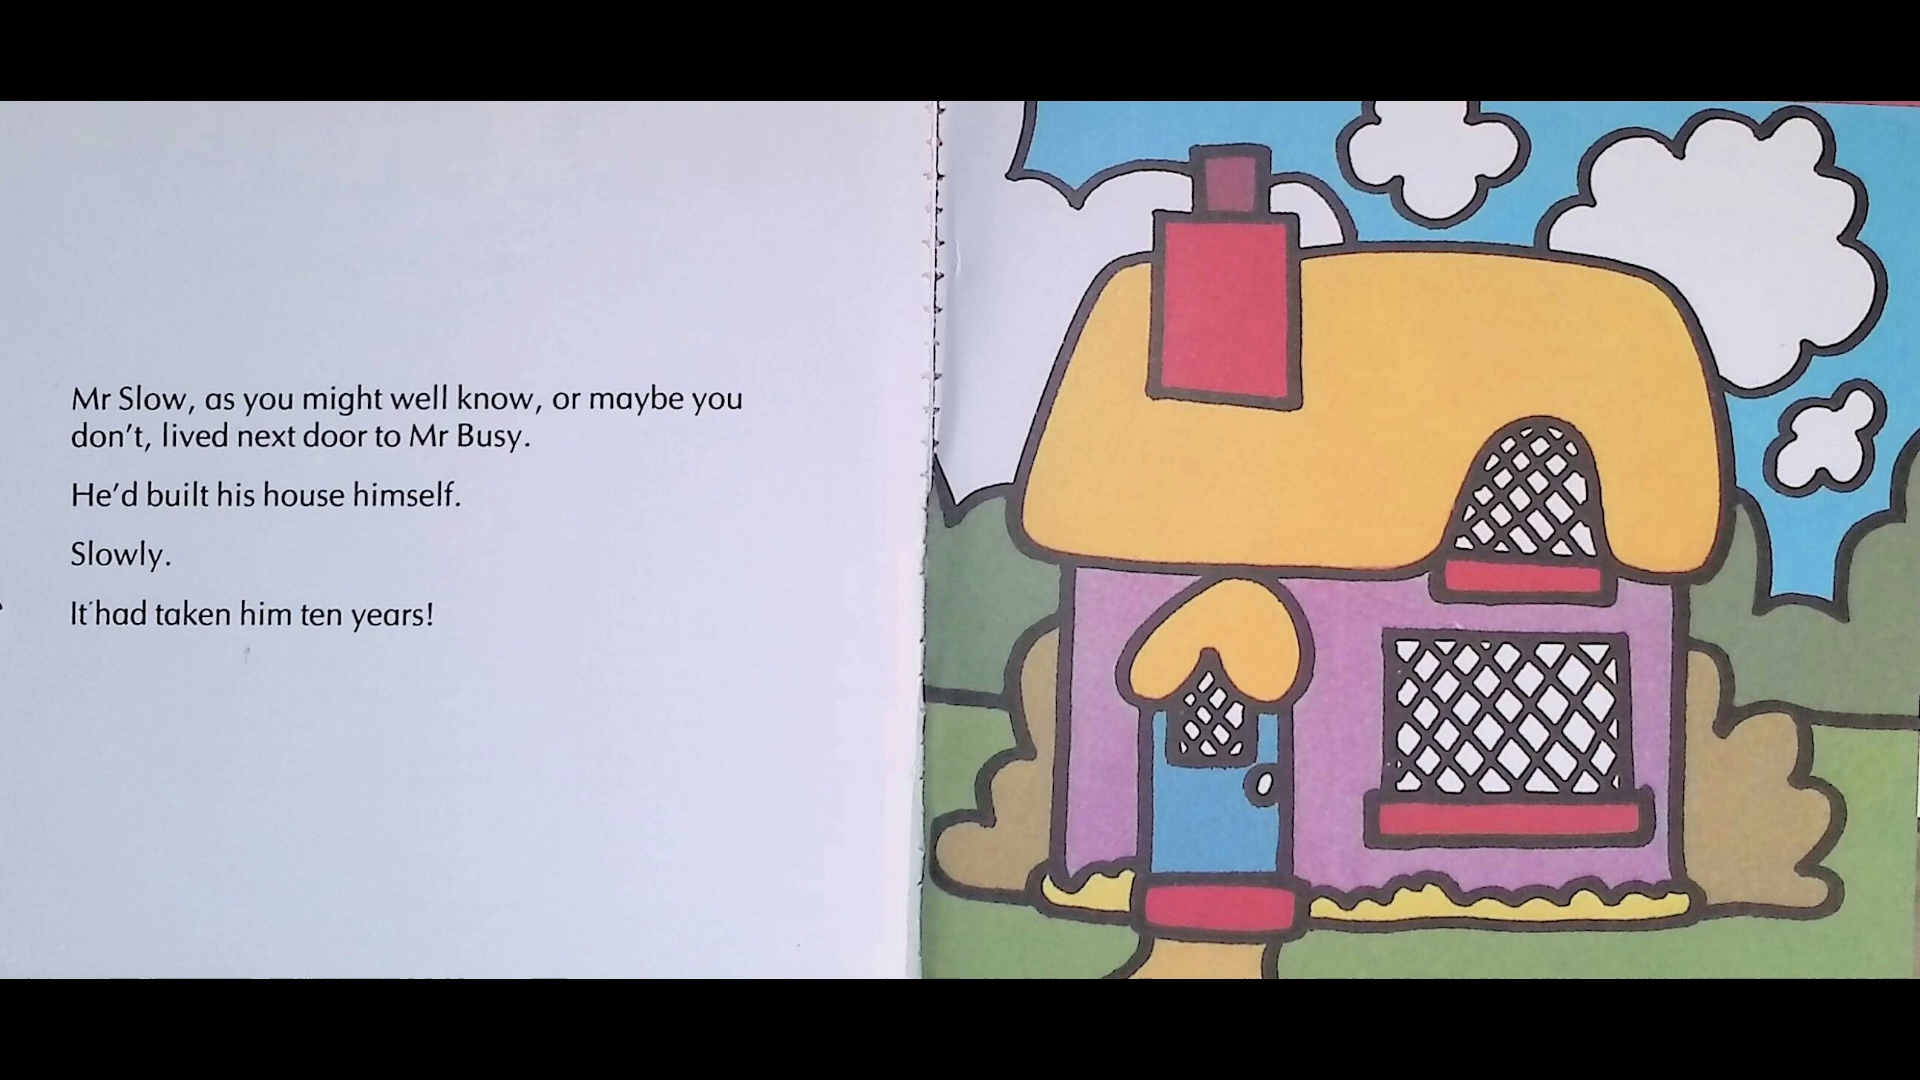 Mr Slow, as you might well know, or maybe you
don't, lived next door to Mr Busy.
He'd built his house himself.
Slowly.
It had taken him ten years!